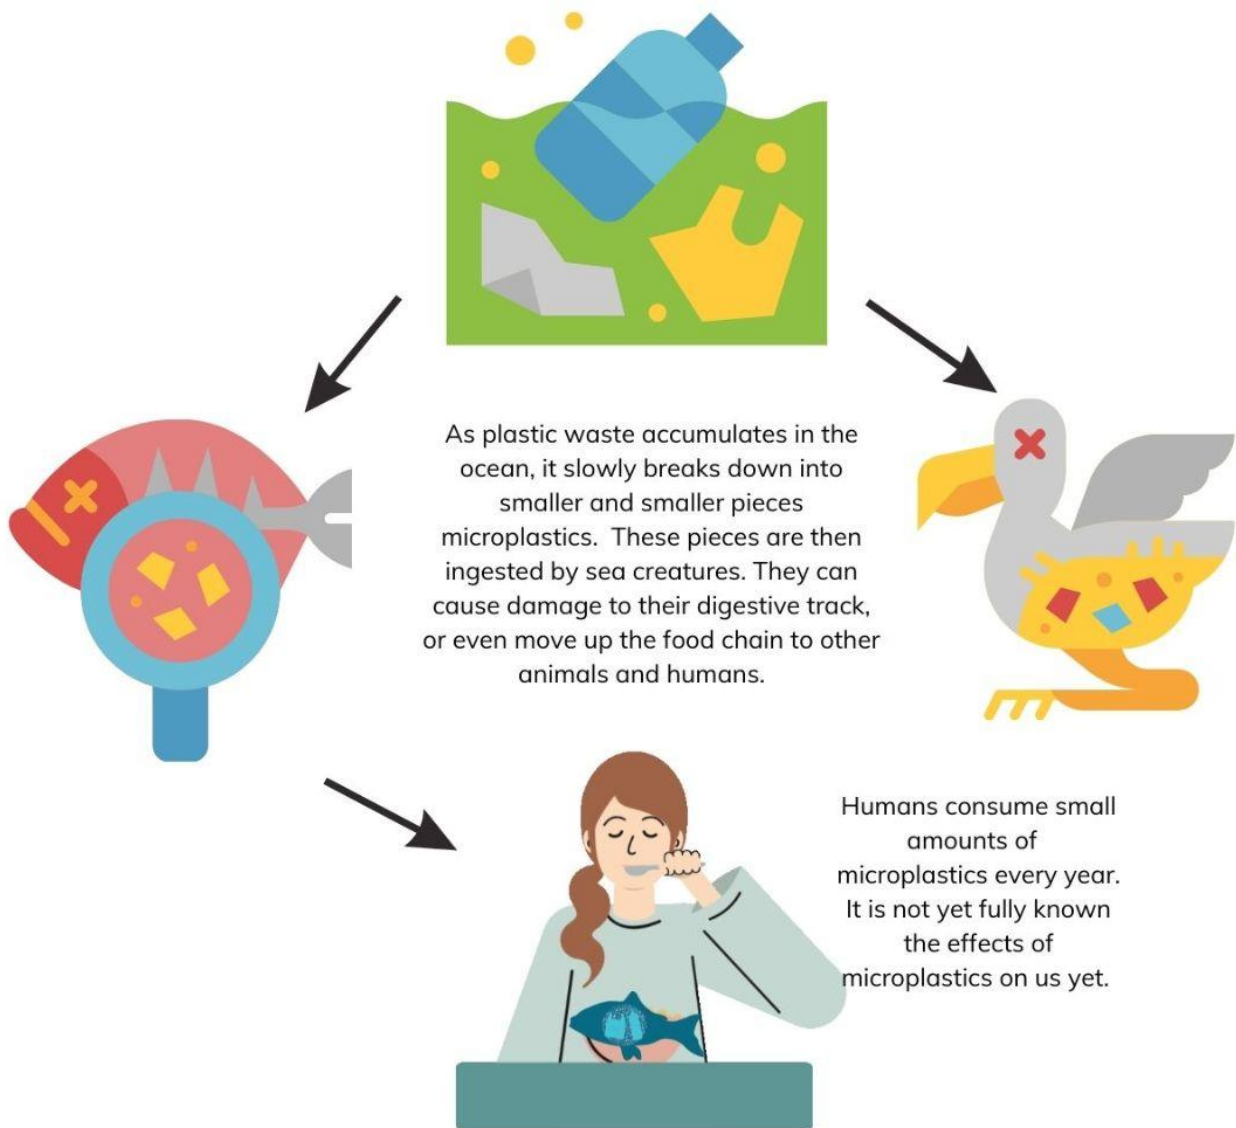 As plastic waste accumulates in the
ocean, it slowly breaks down into
smaller and smaller pieces
microplastics.  These pieces are then
ingested by sea creatures. They can
cause damage to their digestive track,
or even move up the food chain to other
animals and humans.
Humans consume small
amounts of
microplastics every year.
It is not yet fully known
the effects of
microplastics on us yet.